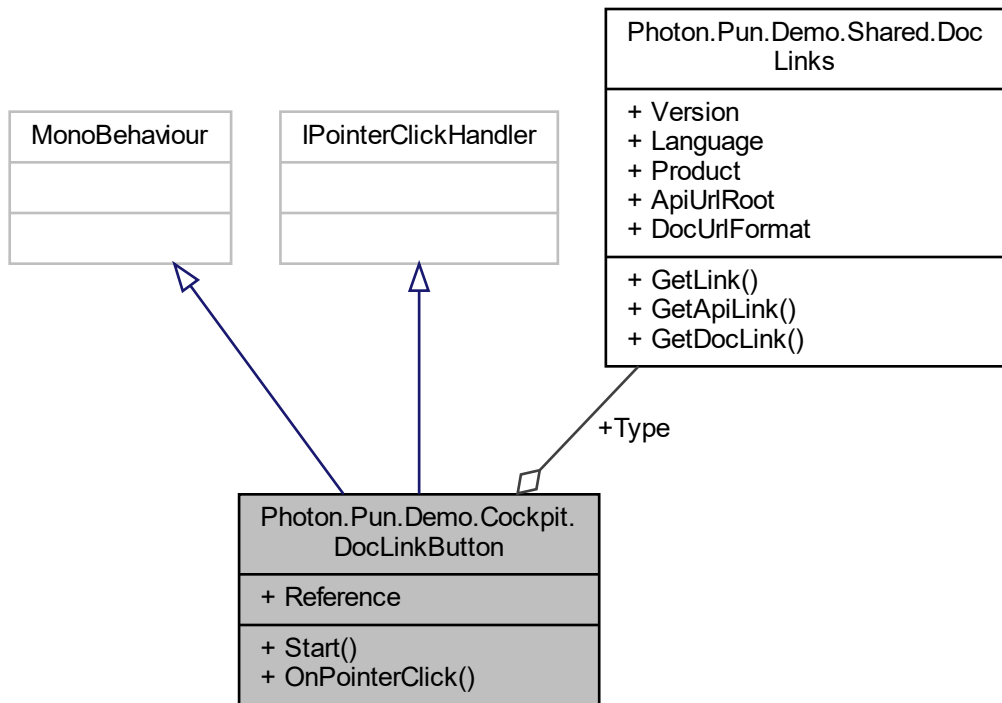 Photon.Pun.Demo.Shared.Doc
Links
+ Version
+ Language
+ Product
+ ApiUrlRoot
+ DocUrlFormat
+ GetLink()
+ GetApiLink()
+ GetDocLink()
MonoBehaviour
IPointerClickHandler
+Type
Photon.Pun.Demo.Cockpit.
DocLinkButton
+ Reference
+ Start()
+ OnPointerClick()